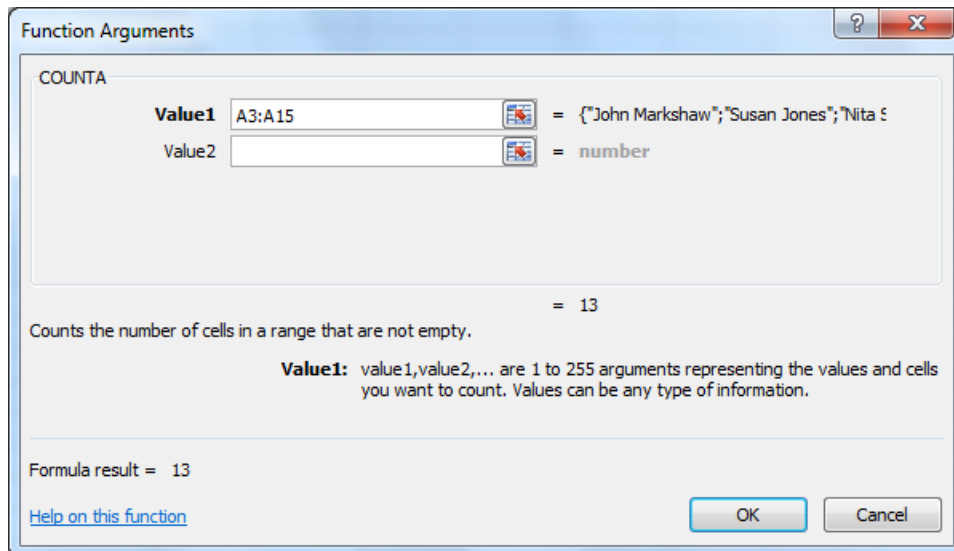 Function Arguments
COUNTA
Value1 A3:A15 = {"John Markshaw";"Susan Jones";"Nita S
Value2 = number
= 13
Counts the number of cells in a range that are not empty.
Value1: value1,value2,... are 1 to 255 arguments representing the values and cells
you want to count. Values can be any type of information.
Formula result = 13
Help on this function OK Cancel